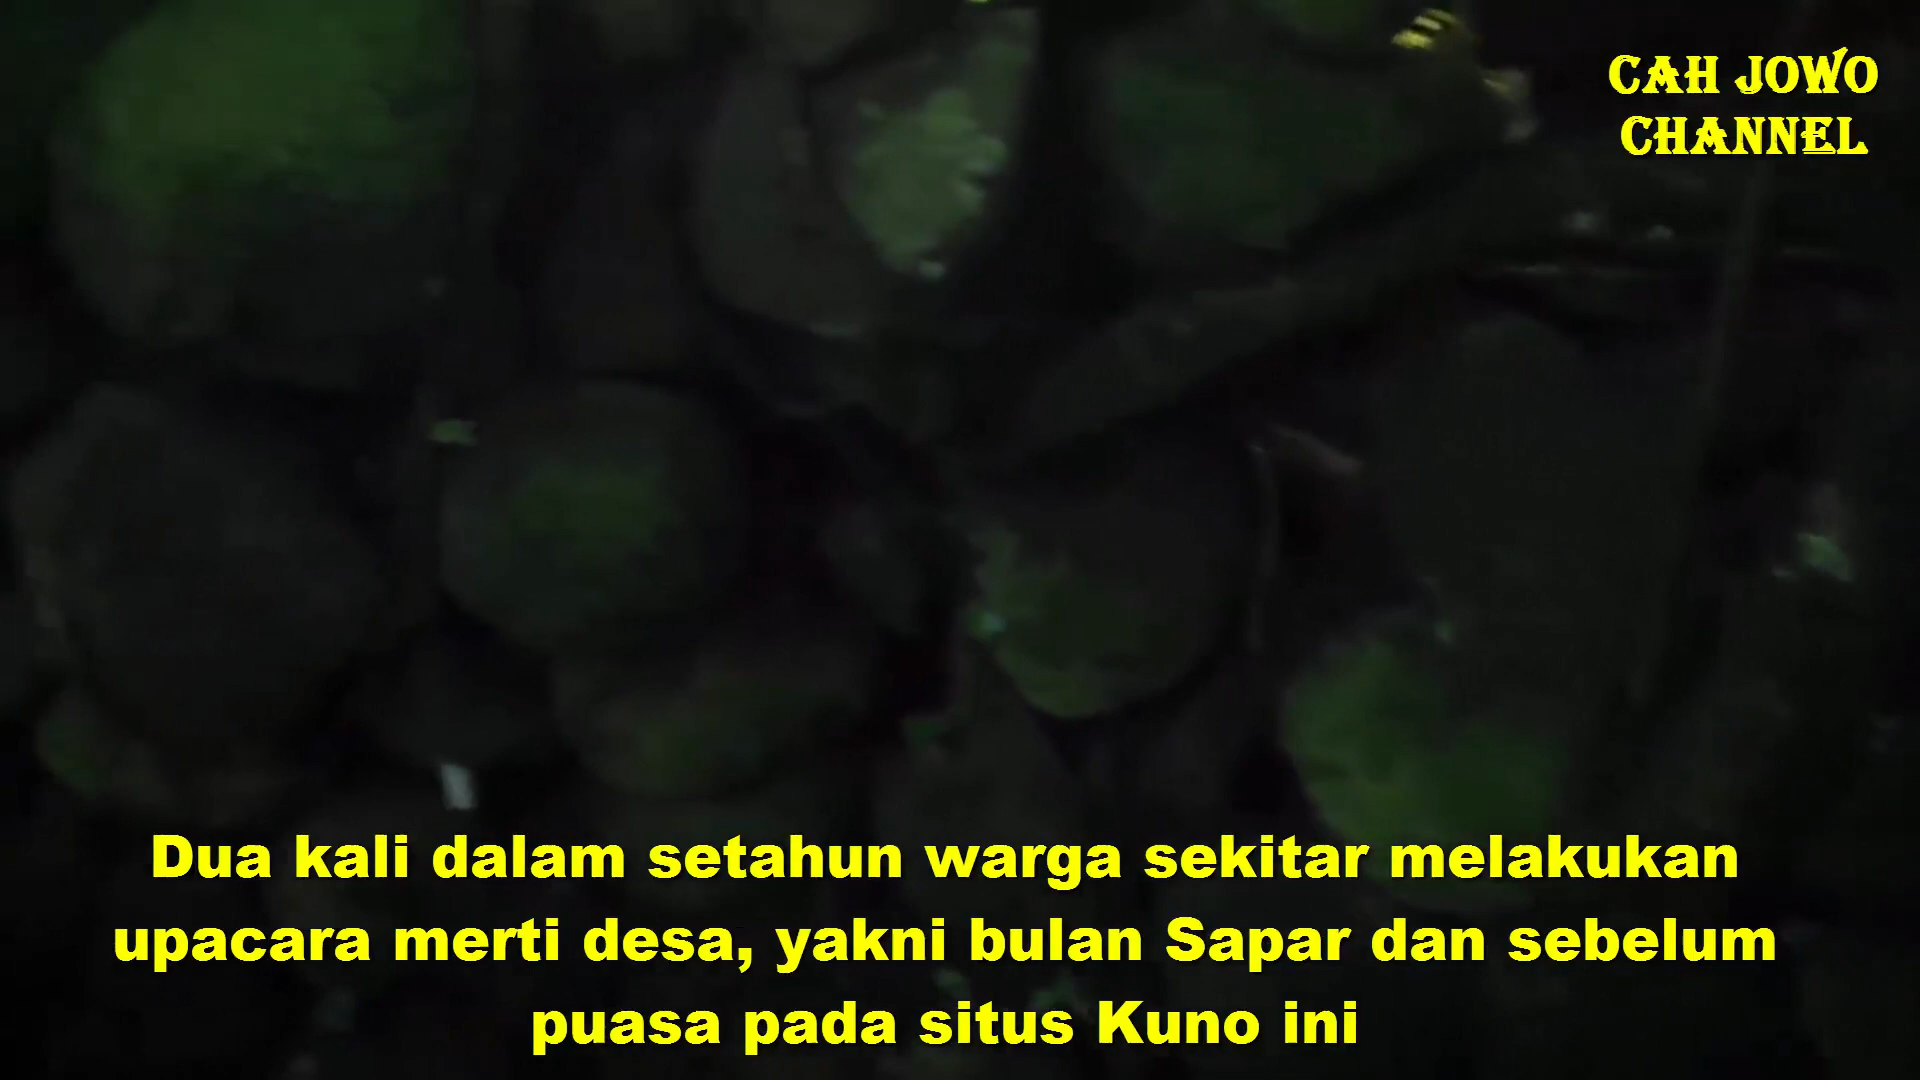 CAH JOWO
CHANNEL
Dua kali dalam setahun warga sekitar melakukan
upacara merti desa, yakni bulan Sapar dan sebelum
puasa pada situs Kuno ini